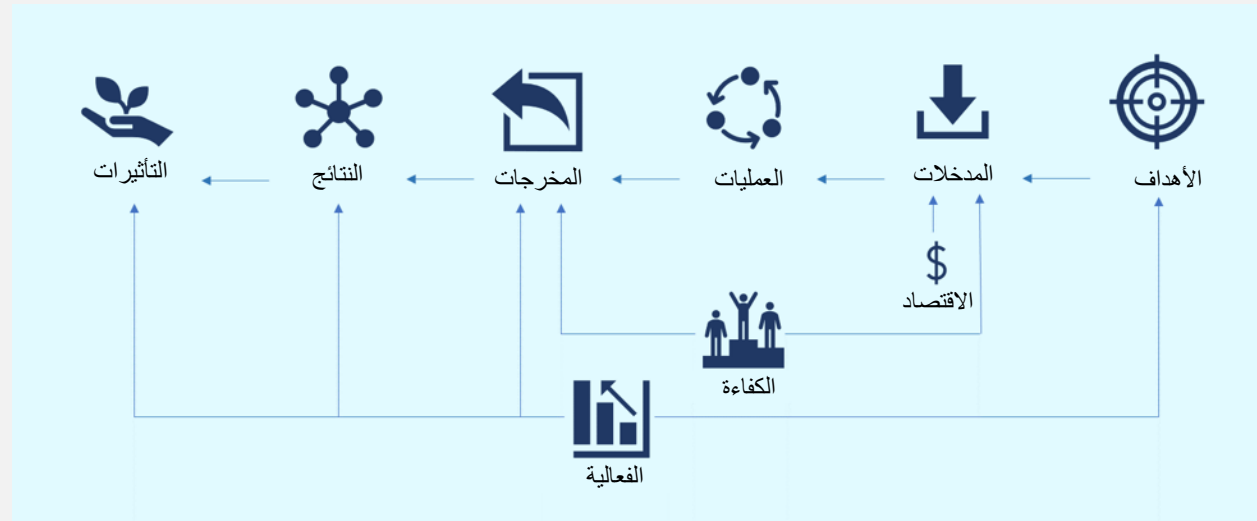 الأهداف
المدخلات
العمليات
المخرجات
النتائج
التأثيرات
$
الاقتصاد
الكفاءة
الفعالية